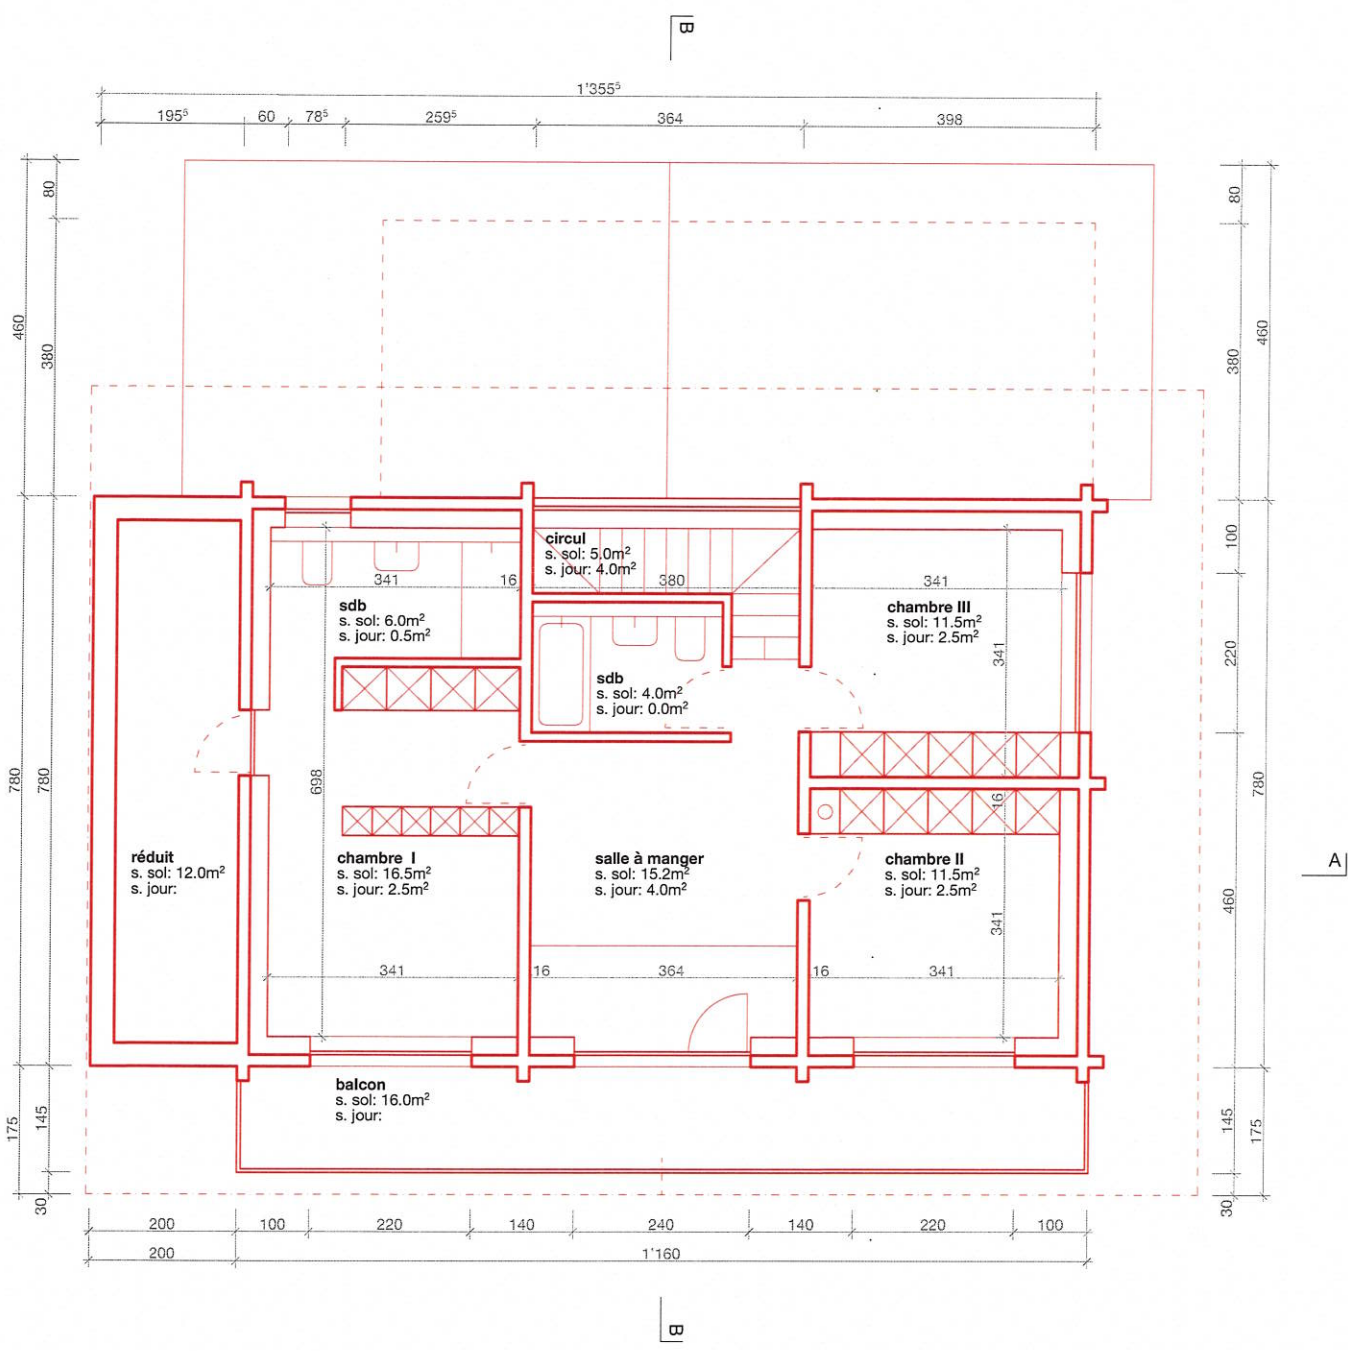 B
1'355⁵
195⁵ 60 78⁵ 259⁵ 364 398
80
460
380
780
780
175
145
30
80
460
380
100
220
780
460
145
175
30
circul
s. sol: 5.0m²
s. jour: 4.0m²
341 16 380 341
sdb
s. sol: 6.0m²
s. jour: 0.5m²
chambre III
s. sol: 11.5m²
s. jour: 2.5m²
341
sdb
s. sol: 4.0m²
s. jour: 0.0m²
698
16
réduit
s. sol: 12.0m²
s. jour:
chambre I
s. sol: 16.5m²
s. jour: 2.5m²
salle à manger
s. sol: 15.2m²
s. jour: 4.0m²
chambre II
s. sol: 11.5m²
s. jour: 2.5m²
A
341
341 16 364 16 341
balcon
s. sol: 16.0m²
s. jour:
200 100 220 140 240 140 220 100
200 1'160
B